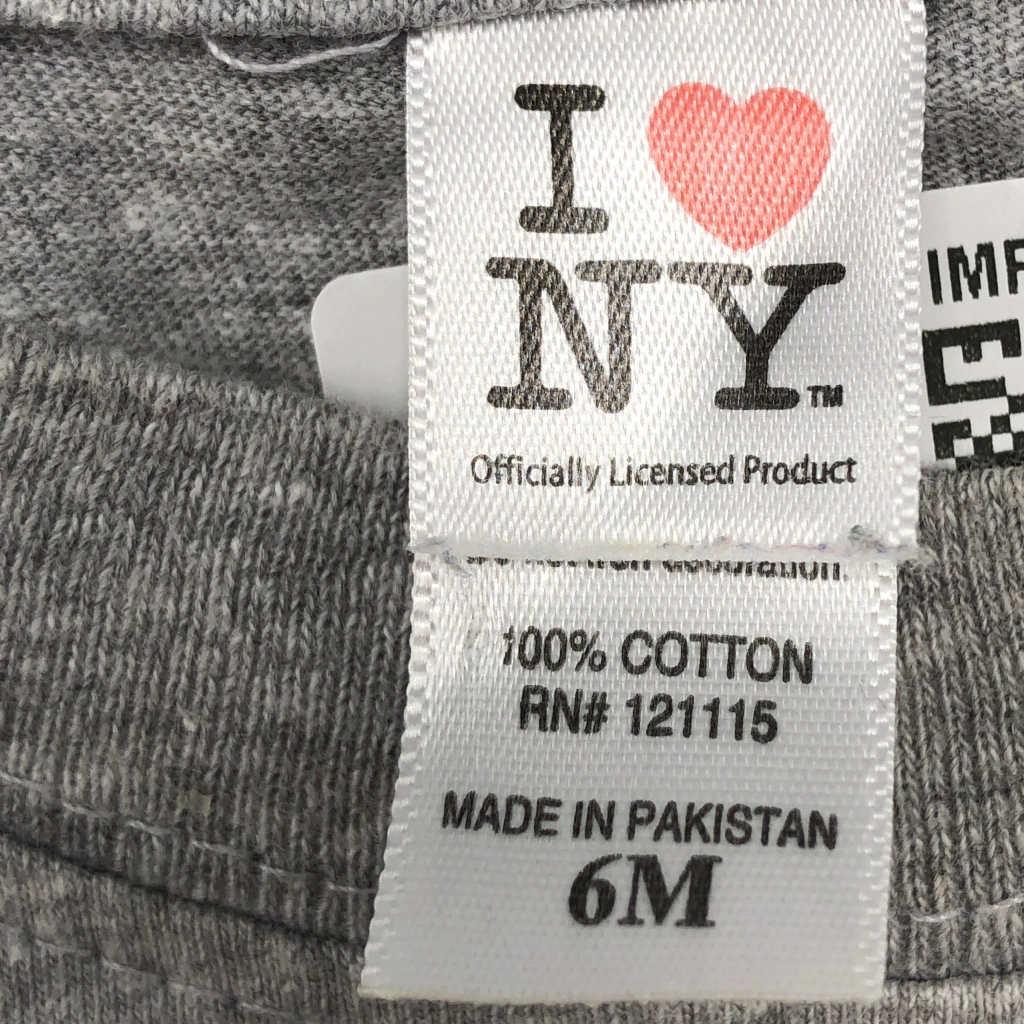 I ♥
NY™
Officially Licensed Product
100% COTTON
RN# 121115
MADE IN PAKISTAN
6M